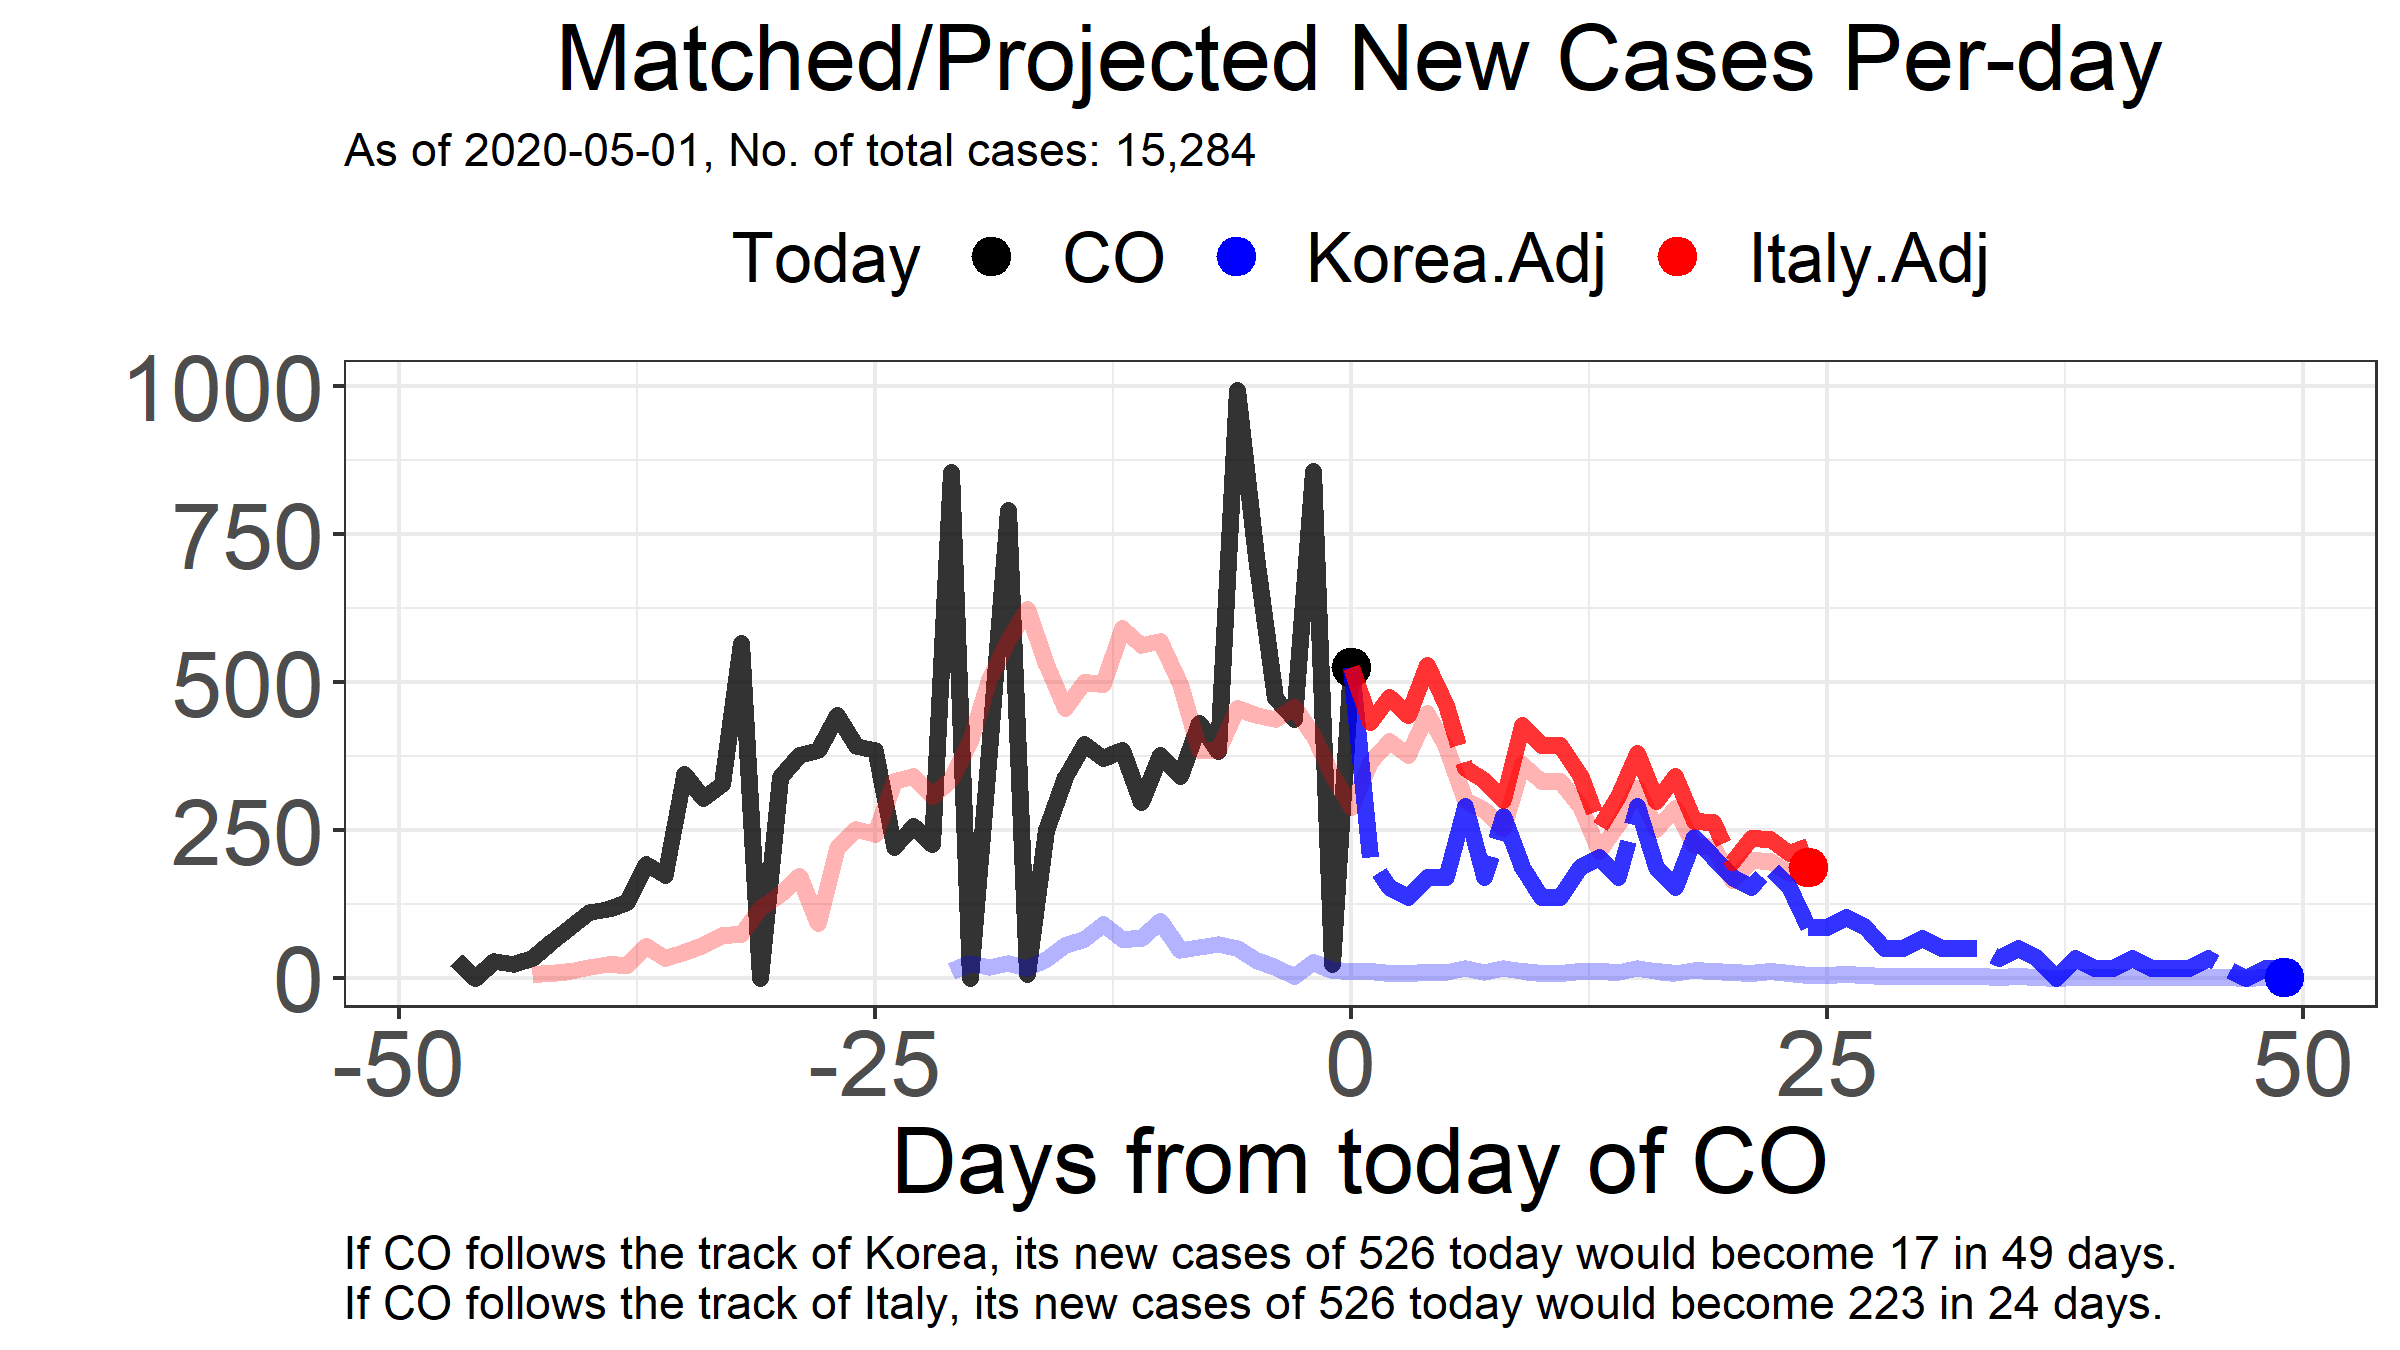 Matched/Projected New Cases Per-day
As of 2020-05-01, No. of total cases: 15,284
Today CO Korea.Adj Italy.Adj
1000
750
500
250
0
-50 -25 0 25 50
Days from today of CO
If CO follows the track of Korea, its new cases of 526 today would become 17 in 49 days.
If CO follows the track of Italy, its new cases of 526 today would become 223 in 24 days.